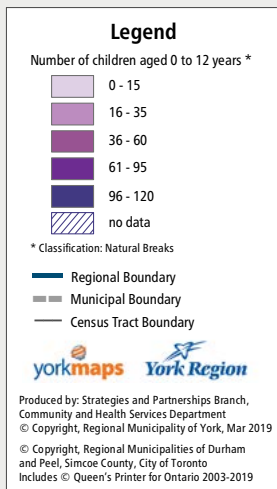 Legend
Number of children aged 0 to 12 years *
0 - 15
16 - 35
36 - 60
61 - 95
96 - 120
no data
* Classification: Natural Breaks
Regional Boundary
Municipal Boundary
Census Tract Boundary
yorkmaps York Region
Produced by: Strategies and Partnerships Branch,
Community and Health Services Department
© Copyright, Regional Municipality of York, Mar 2019
© Copyright, Regional Municipalities of Durham
and Peel, Simcoe County, City of Toronto
Includes © Queen's Printer for Ontario 2003-2019